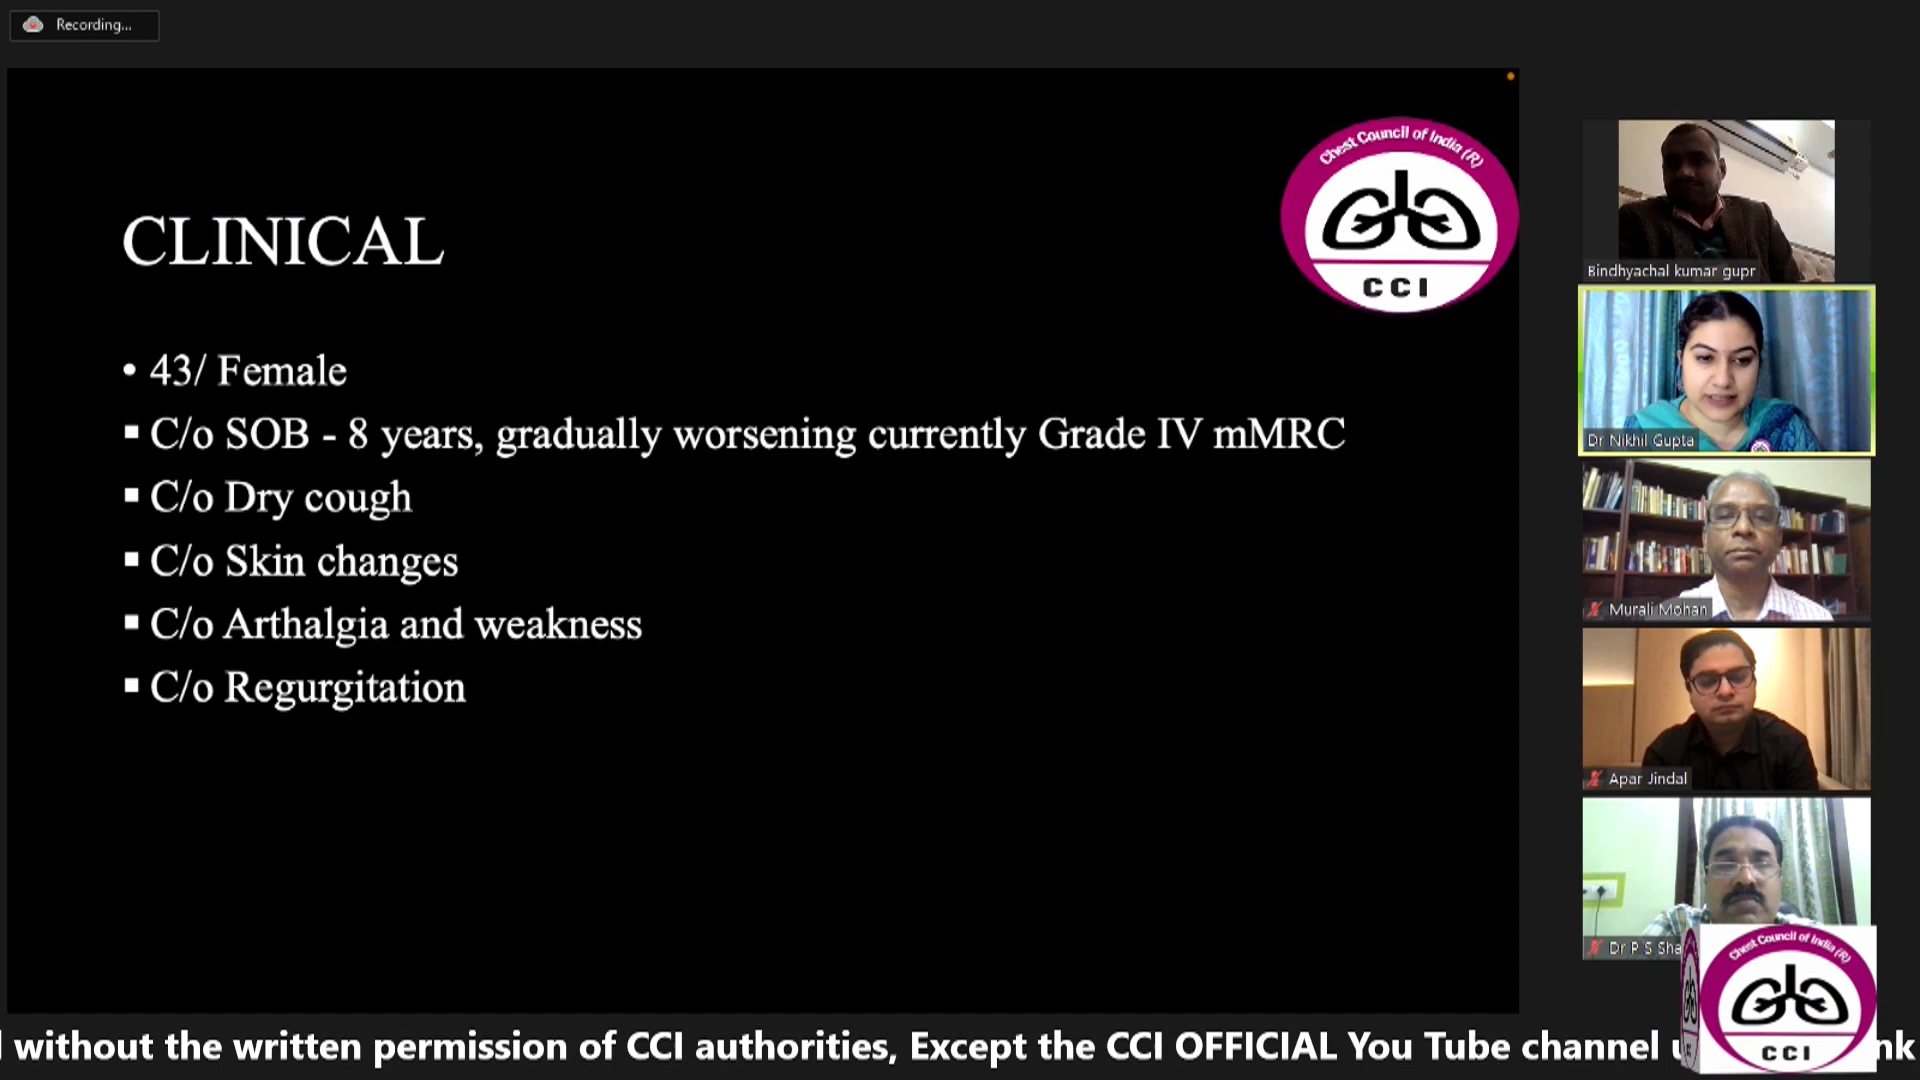 Recording...
CLINICAL
• 43/ Female
▪ C/o SOB - 8 years, gradually worsening currently Grade IV mMRC
▪ C/o Dry cough
▪ C/o Skin changes
▪ C/o Arthalgia and weakness
▪ C/o Regurgitation
Chest Council of India (R)
CCI
Bindhyachal kumar gupr
Dr Nikhil Gupta
Murali Mohan
Apar Jindal
Dr P S Sha
Chest Council of India (R)
CCI
without the written permission of CCI authorities, Except the CCI OFFICIAL You Tube channel